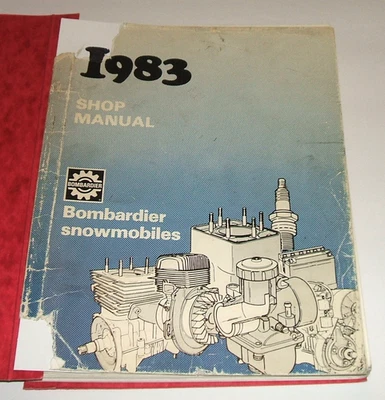 1983
SHOP
MANUAL
BOMBARDIER
Bombardier
snowmobiles